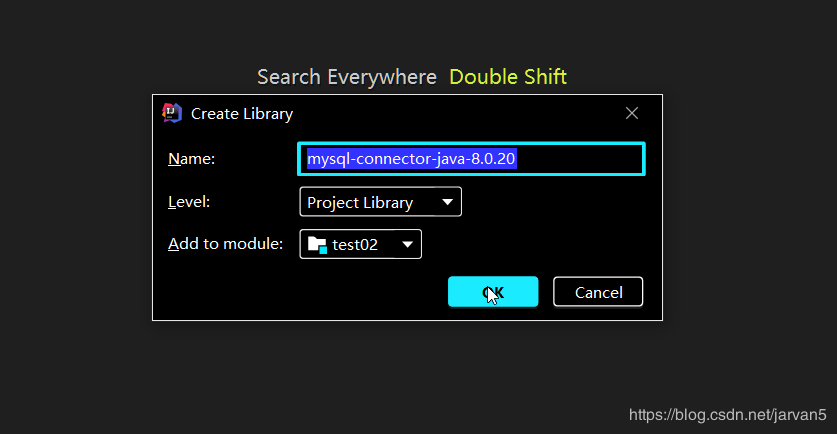 Search Everywhere Double Shift
Create Library
Name: mysql-connector-java-8.0.20
Level: Project Library
Add to module: test02
OK Cancel
https://blog.csdn.net/jarvan5